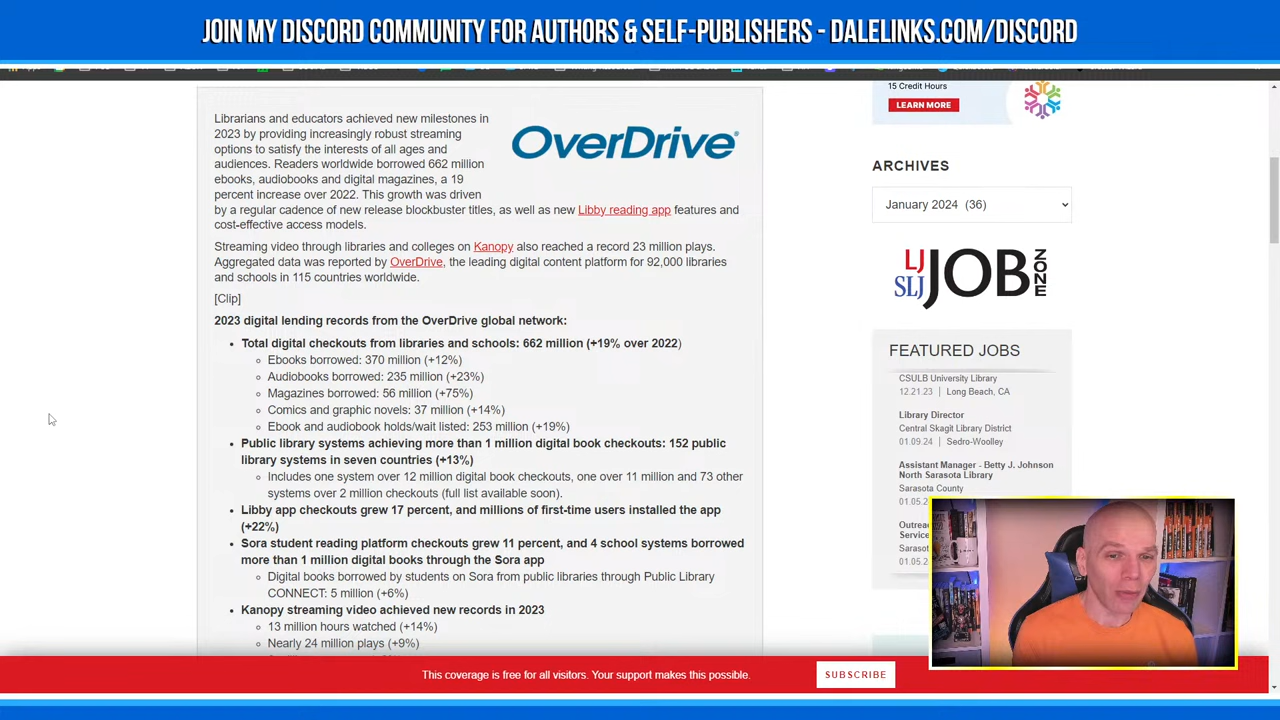 JOIN MY DISCORD COMMUNITY FOR AUTHORS & SELF-PUBLISHERS - DALELINKS.COM/DISCORD
Librarians and educators achieved new milestones in
2023 by providing increasingly robust streaming
options to satisfy the interests of all ages and
audiences. Readers worldwide borrowed 662 million
ebooks, audiobooks and digital magazines, a 19
percent increase over 2022. This growth was driven
by a regular cadence of new release blockbuster titles, as well as new Libby reading app features and
cost-effective access models.
OverDrive
Streaming video through libraries and colleges on Kanopy also reached a record 23 million plays.
Aggregated data was reported by OverDrive, the leading digital content platform for 92,000 libraries
and schools in 115 countries worldwide.
[Clip]
2023 digital lending records from the OverDrive global network:
• Total digital checkouts from libraries and schools: 662 million (+19% over 2022)
◦ Ebooks borrowed: 370 million (+12%)
◦ Audiobooks borrowed: 235 million (+23%)
◦ Magazines borrowed: 56 million (+75%)
◦ Comics and graphic novels: 37 million (+14%)
◦ Ebook and audiobook holds/wait listed: 253 million (+19%)
• Public library systems achieving more than 1 million digital book checkouts: 152 public
library systems in seven countries (+13%)
◦ Includes one system over 12 million digital book checkouts, one over 11 million and 73 other
systems over 2 million checkouts (full list available soon).
• Libby app checkouts grew 17 percent, and millions of first-time users installed the app
(+22%)
• Sora student reading platform checkouts grew 11 percent, and 4 school systems borrowed
more than 1 million digital books through the Sora app
◦ Digital books borrowed by students on Sora from public libraries through Public Library
CONNECT: 5 million (+6%)
• Kanopy streaming video achieved new records in 2023
◦ 13 million hours watched (+14%)
◦ Nearly 24 million plays (+9%)
15 Credit Hours
LEARN MORE
ARCHIVES
January 2024 (36)
LJ
SLJ
JOB
ZONE
FEATURED JOBS
CSULB University Library
12.21.23 | Long Beach, CA
Library Director
Central Skagit Library District
01.09.24 | Sedro-Woolley
Assistant Manager - Betty J. Johnson
North Sarasota Library
Sarasota County
01.05
This coverage is free for all visitors. Your support makes this possible.
SUBSCRIBE